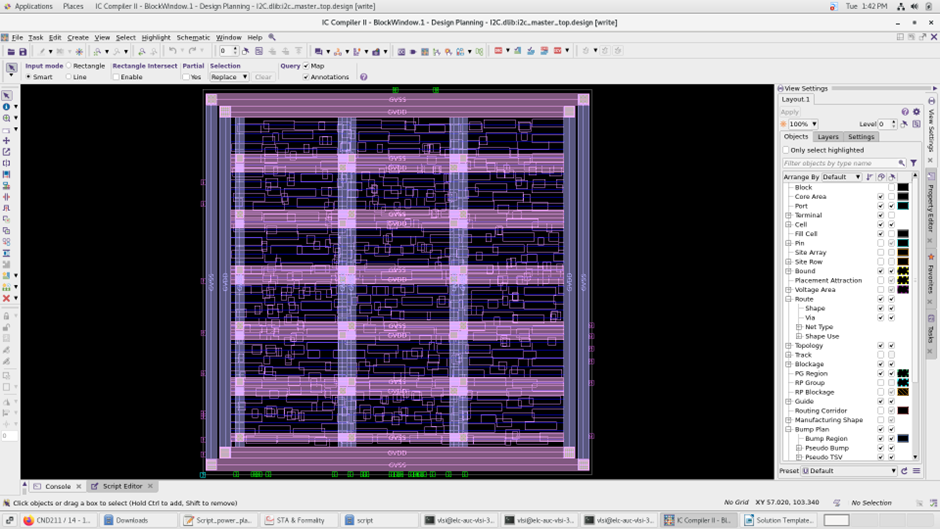 Applications Places IC Compiler II - BlockWindow.1 - Design Planning - I2C.dlib:i2c_master_top.design [write] Tue 1:42 PM
IC Compiler II - BlockWindow.1 - Design Planning - I2C.dlib:i2c_master_top.design [write]
File Task Edit Create View Select Highlight Schematic Window Help
0
Input mode Rectangle Rectangle Intersect Partial Selection Query Map
Smart Line Enable Yes Replace Clear Annotations
GVSS
GVDD
GVSS
GVDD
GVSS
GVDD
GVSS
GVDD
GVSS GVDD GVDD GVSS
GVSS
GVDD
GVSS
GVDD
GVSS
GVDD
GVSS
View Settings
Layout.1
Apply
100% Level 0
Objects Layers Settings
Only select highlighted
Filter objects by type name
Arrange By Default
Block
Core Area
Port
Terminal
Cell
Fill Cell
Pin
Site Array
Site Row
Bound
Placement Attraction
Voltage Area
Route
Shape
Via
Net Type
Shape Use
Topology
Track
Blockage
PG Region
RP Group
RP Blockage
Guide
Routing Corridor
Manufacturing Shape
Bump Plan
Bump Region
Pseudo Bump
Pseudo TSV
Preset Default
View Settings
Property Editor
Favorites
Tasks
0
Console Script Editor
Click objects or drag a box to select (Hold Ctrl to add, Shift to remove) No Grid XY 57.020, 103.340 No Selection
CND211 / 14 - 1... Downloads Script_power_pla... STA & Formality script vlsi@elc-auc-vlsi-3... vlsi@elc-auc-vlsi-3... vlsi@elc-auc-vlsi-3... IC Compiler II - Bl... Solution Template...